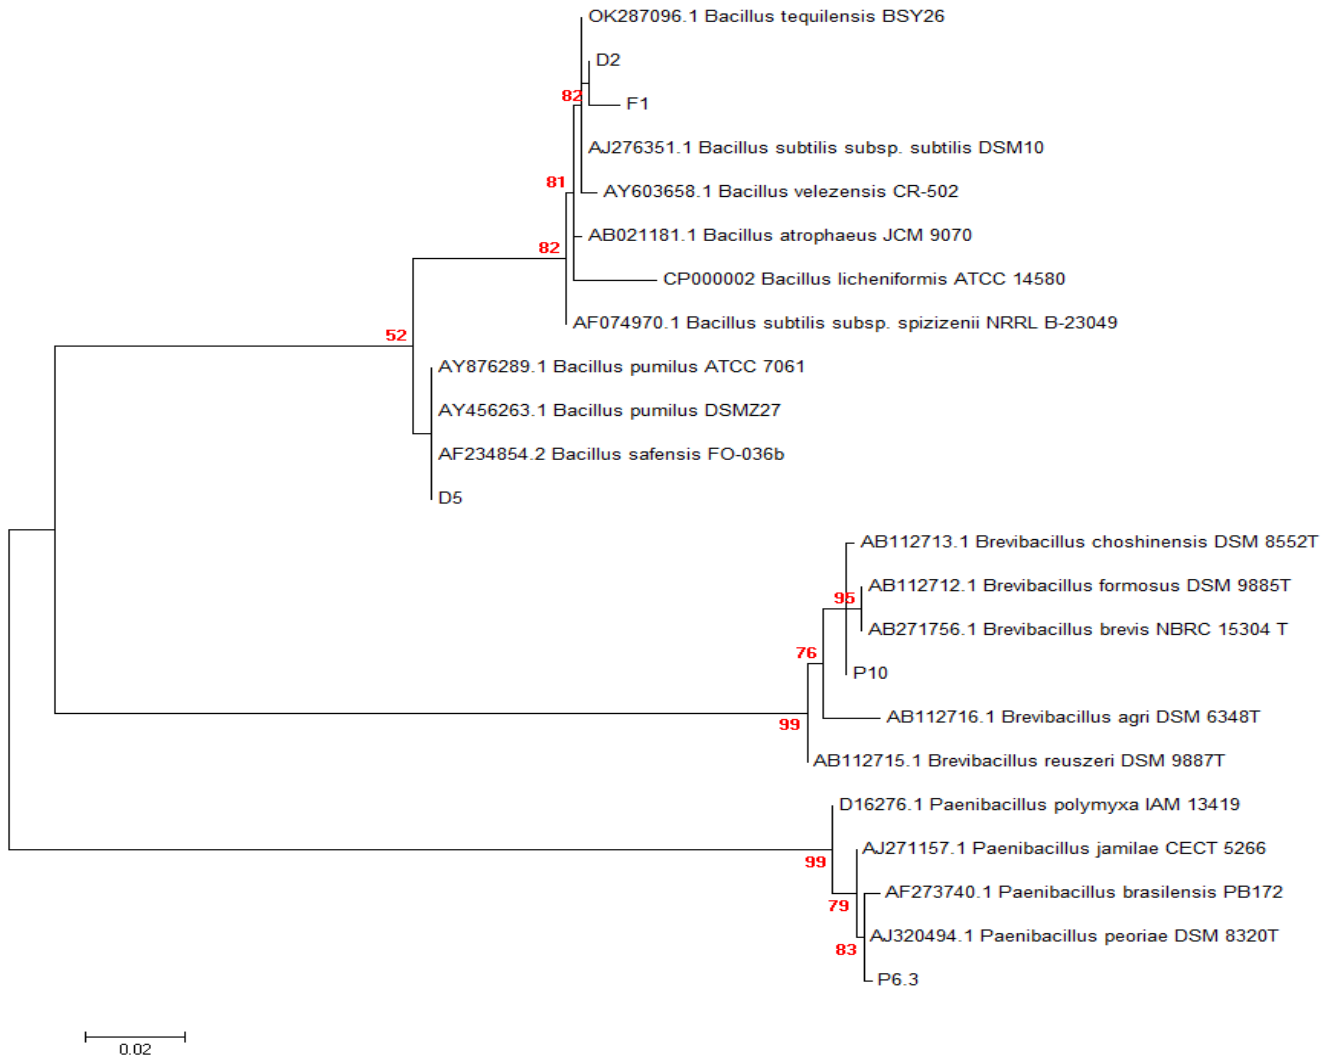 OK287096.1 Bacillus tequilensis BSY26
D2
82
F1
AJ276351.1 Bacillus subtilis subsp. subtilis DSM10
81
AY603658.1 Bacillus velezensis CR-502
AB021181.1 Bacillus atrophaeus JCM 9070
82
CP000002 Bacillus licheniformis ATCC 14580
AF074970.1 Bacillus subtilis subsp. spizizenii NRRL B-23049
52
AY876289.1 Bacillus pumilus ATCC 7061
AY456263.1 Bacillus pumilus DSMZ27
AF234854.2 Bacillus safensis FO-036b
D5
AB112713.1 Brevibacillus choshinensis DSM 8552T
AB112712.1 Brevibacillus formosus DSM 9885T
95
AB271756.1 Brevibacillus brevis NBRC 15304 T
76
P10
AB112716.1 Brevibacillus agri DSM 6348T
99
AB112715.1 Brevibacillus reuszeri DSM 9887T
D16276.1 Paenibacillus polymyxa IAM 13419
AJ271157.1 Paenibacillus jamilae CECT 5266
99
AF273740.1 Paenibacillus brasilensis PB172
79
AJ320494.1 Paenibacillus peoriae DSM 8320T
83
P6.3
0.02